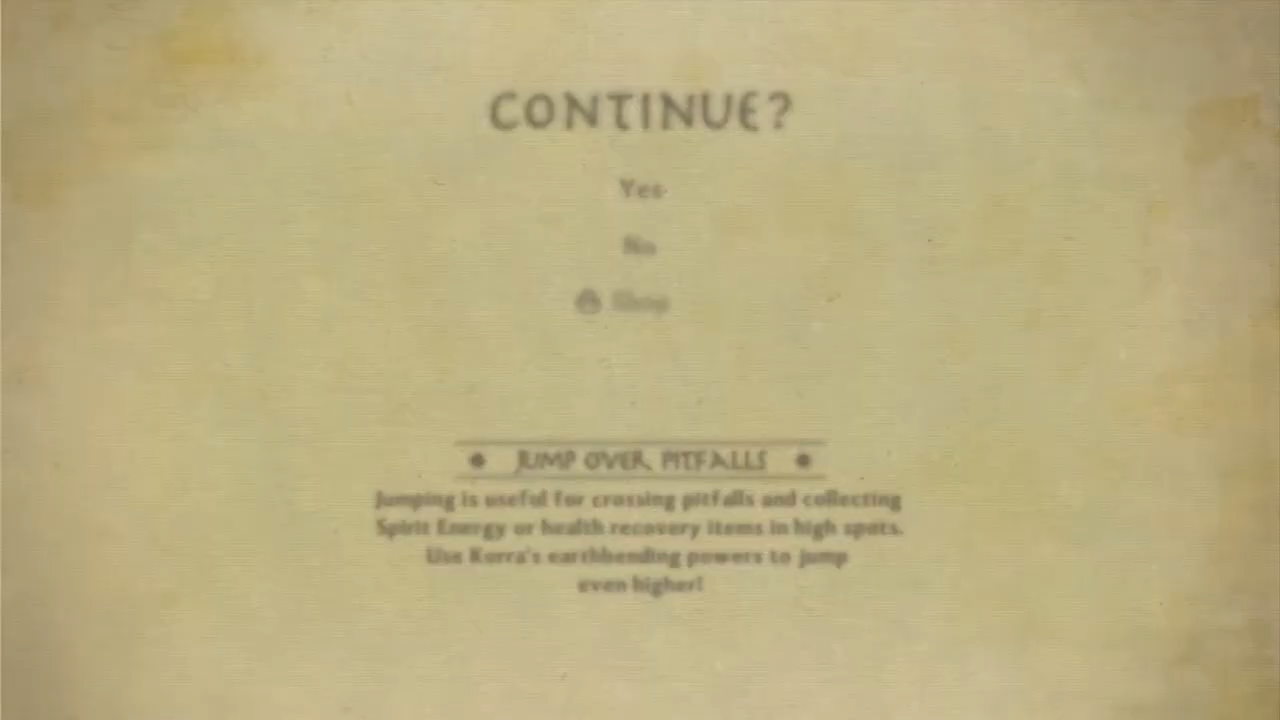 CONTINUE?
Yes
No
Shop
JUMP OVER PITFALLS
Jumping is useful for crossing pitfalls and collecting
Spirit Energy or health recovery items in high spots.
Use Korra's earthbending powers to jump
even higher!